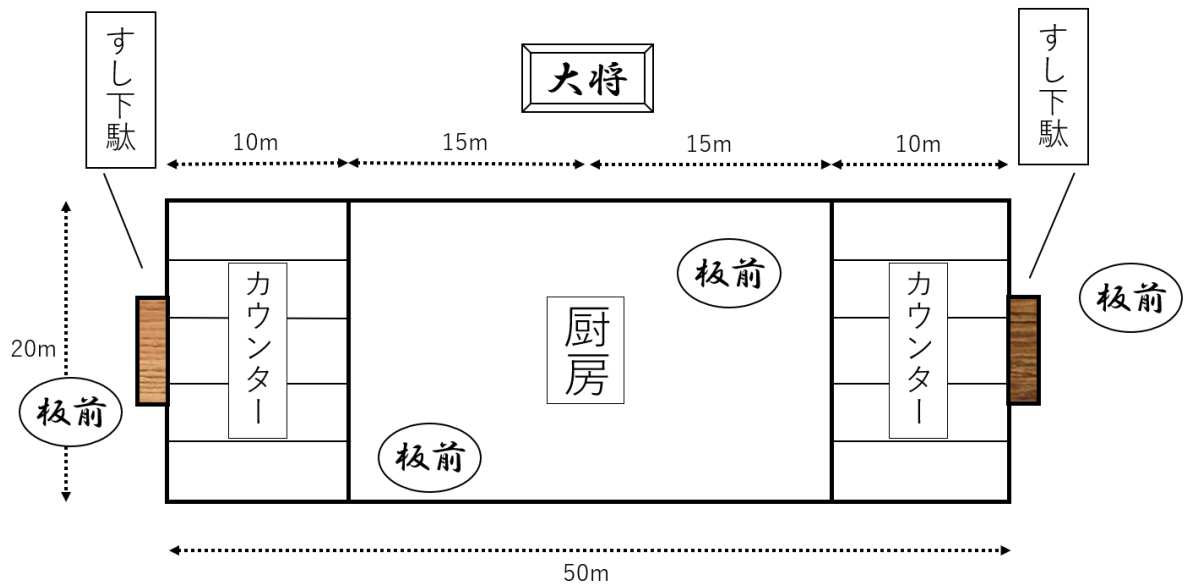 すし下駄
大将
すし下駄
10m
15m
15m
10m
板前
カウンター
カウンター
板前
厨房
20m
板前
板前
50m